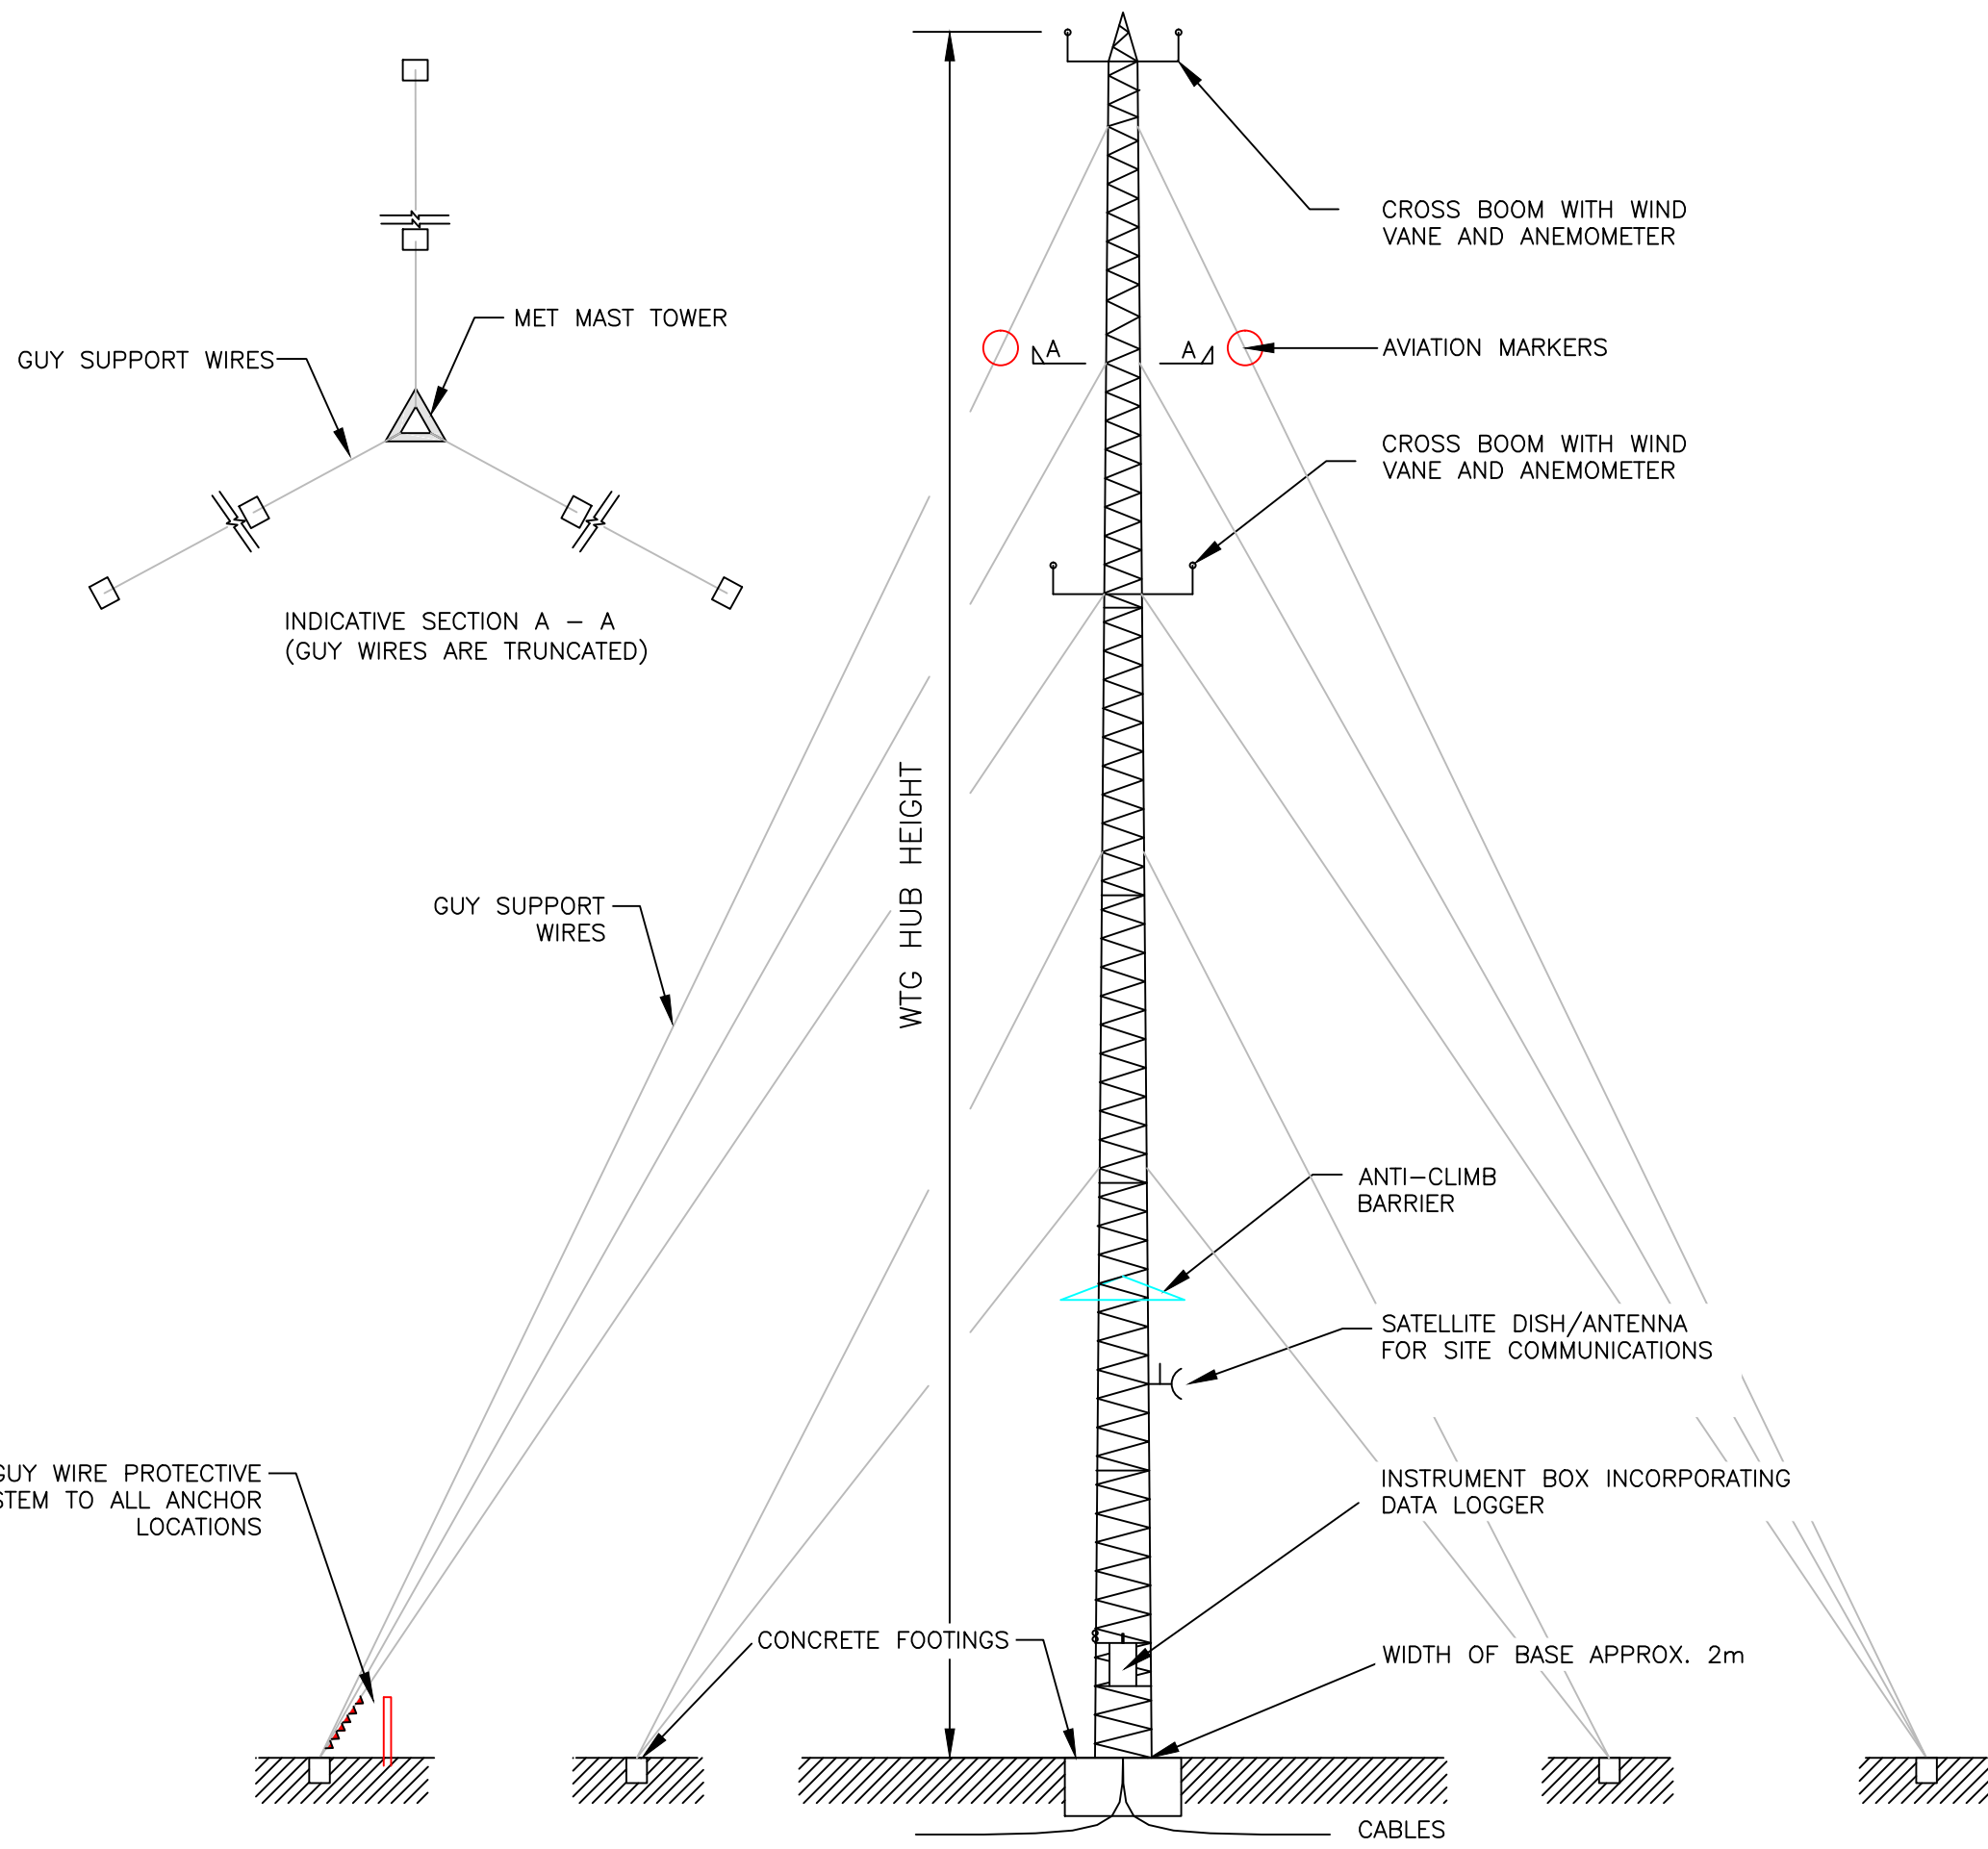 CROSS BOOM WITH WIND
VANE AND ANEMOMETER
MET MAST TOWER
GUY SUPPORT WIRES
A
A
AVIATION MARKERS
CROSS BOOM WITH WIND
VANE AND ANEMOMETER
INDICATIVE SECTION A – A
(GUY WIRES ARE TRUNCATED)
WTG HUB HEIGHT
GUY SUPPORT
WIRES
ANTI–CLIMB
BARRIER
SATELLITE DISH/ANTENNA
FOR SITE COMMUNICATIONS
GUY WIRE PROTECTIVE
STEM TO ALL ANCHOR
LOCATIONS
INSTRUMENT BOX INCORPORATING
DATA LOGGER
CONCRETE FOOTINGS
WIDTH OF BASE APPROX. 2m
CABLES